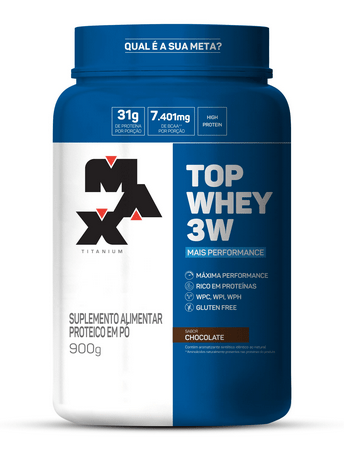 QUAL É A SUA META?
31g
DE PROTEÍNA
POR PORÇÃO
7.401mg
DE BCAA**
POR PORÇÃO
HIGH
PROTEIN
MAX
TITANIUM
TOP
WHEY
3W
MAIS PERFORMANCE
MÁXIMA PERFORMANCE
RICO EM PROTEÍNAS
WPC, WPI, WPH
GLUTEN FREE
SUPLEMENTO ALIMENTAR
PROTEICO EM PÓ
900g
SABOR
CHOCOLATE